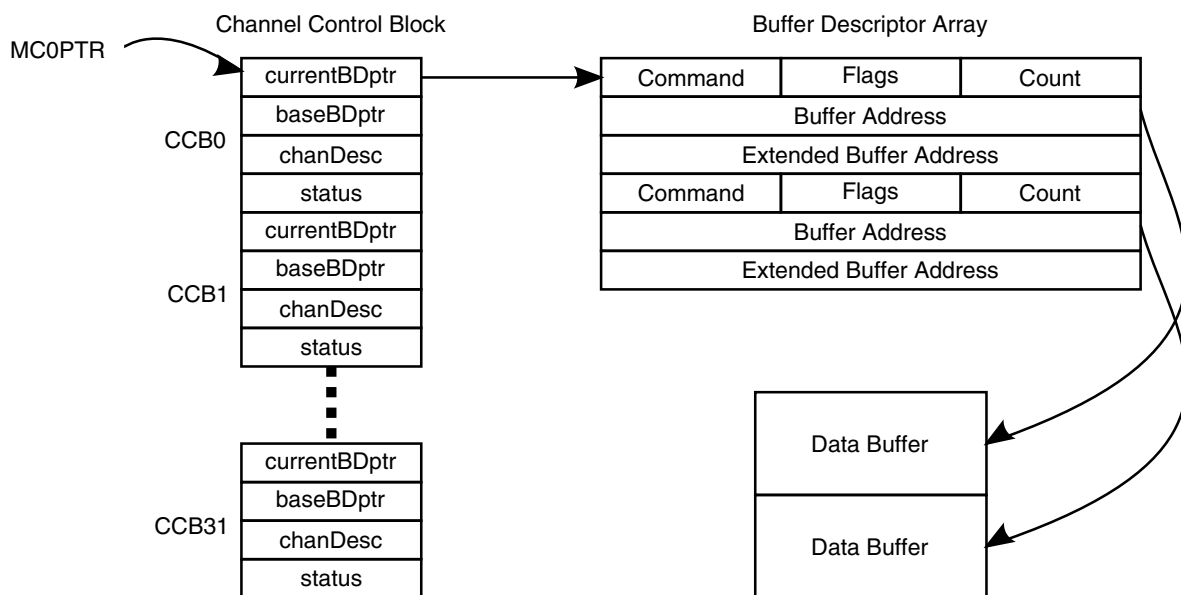 Channel Control Block
Buffer Descriptor Array
MC0PTR
currentBDptr
baseBDptr
CCB0
chanDesc
status
currentBDptr
baseBDptr
CCB1
chanDesc
status
currentBDptr
baseBDptr
CCB31
chanDesc
status
Command Flags Count
Buffer Address
Extended Buffer Address
Command Flags Count
Buffer Address
Extended Buffer Address
Data Buffer
Data Buffer